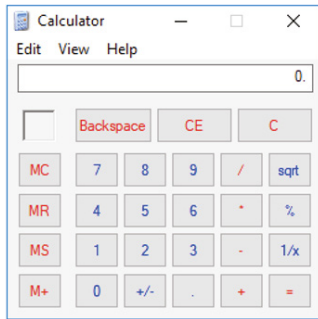 Calculator
Edit View Help
0.
Backspace CE C
MC 7 8 9 / sqrt
MR 4 5 6 * %
MS 1 2 3 - 1/x
M+ 0 +/- . + =